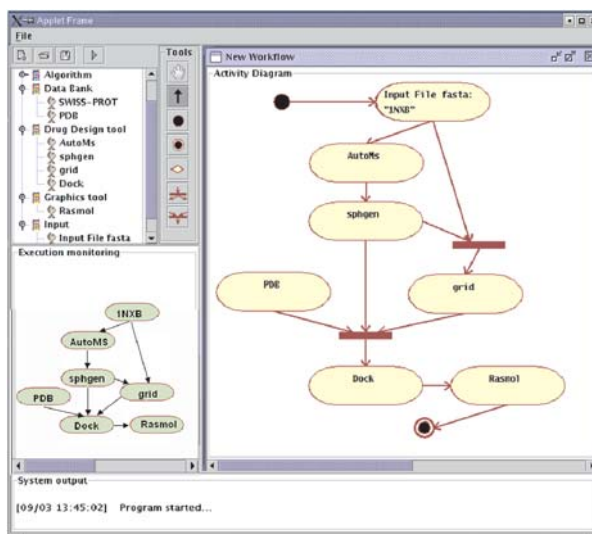 Applet Frame
File
Tools
Algorithm
Data Bank
SWISS-PROT
PDB
Drug Design tool
AutoMs
sphgen
grid
Dock
Graphics tool
Rasmol
Input
Input File fasta
Execution monitoring
1NXB
AutoMS
sphgen
grid
PDB
Dock
Rasmol
New Workflow
Activity Diagram
Input File fasta:
"1NXB"
AutoMs
sphgen
PDB
grid
Dock
Rasmol
System output
[09/03 13:45:02] Program started...